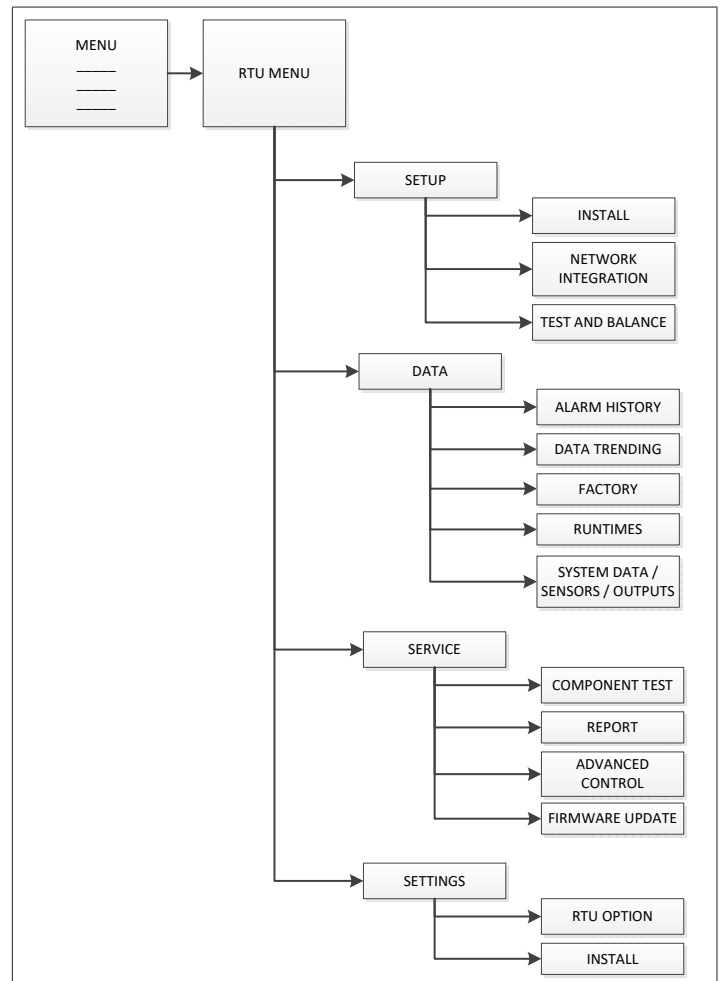 MENU
RTU MENU
SETUP
INSTALL
NETWORK
INTEGRATION
TEST AND BALANCE
DATA
ALARM HISTORY
DATA TRENDING
FACTORY
RUNTIMES
SYSTEM DATA /
SENSORS / OUTPUTS
SERVICE
COMPONENT TEST
REPORT
ADVANCED
CONTROL
FIRMWARE UPDATE
SETTINGS
RTU OPTION
INSTALL